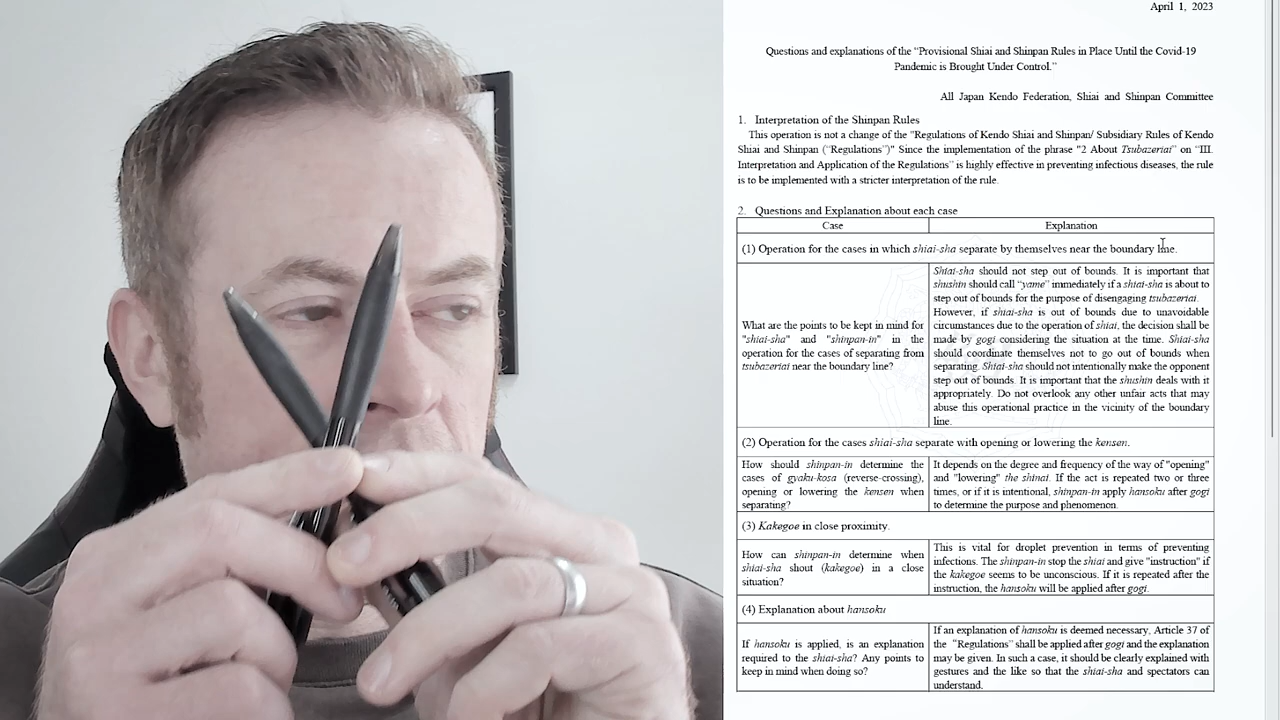 April 1, 2023
Questions and explanations of the "Provisional Shiai and Shinpan Rules in Place Until the Covid-19
Pandemic is Brought Under Control."
All Japan Kendo Federation, Shiai and Shinpan Committee
1. Interpretation of the Shinpan Rules
This operation is not a change of the "Regulations of Kendo Shiai and Shinpan/ Subsidiary Rules of Kendo
Shiai and Shinpan ("Regulations")" Since the implementation of the phrase "2 About Tsubazeriai" on "III.
Interpretation and Application of the Regulations" is highly effective in preventing infectious diseases, the rule
is to be implemented with a stricter interpretation of the rule.
2. Questions and Explanation about each case
Case
Explanation
(1) Operation for the cases in which shiai-sha separate by themselves near the boundary line.
What are the points to be kept in mind for
"shiai-sha" and "shinpan-in" in the
operation for the cases of separating from
tsubazeriai near the boundary line?
Shiai-sha should not step out of bounds. It is important that
shushin should call "yame" immediately if a shiai-sha is about to
step out of bounds for the purpose of disengaging tsubazeriai.
However, if shiai-sha is out of bounds due to unavoidable
circumstances due to the operation of shiai, the decision shall be
made by gogi considering the situation at the time. Shiai-sha
should coordinate themselves not to go out of bounds when
separating. Shiai-sha should not intentionally make the opponent
step out of bounds. It is important that the shushin deals with it
appropriately. Do not overlook any other unfair acts that may
abuse this operational practice in the vicinity of the boundary
line.
(2) Operation for the cases shiai-sha separate with opening or lowering the kensen.
How should shinpan-in determine the
cases of gyaku-kosa (reverse-crossing),
opening or lowering the kensen when
separating?
It depends on the degree and frequency of the way of "opening"
and "lowering" the shinai. If the act is repeated two or three
times, or if it is intentional, shinpan-in apply hansoku after gogi
to determine the purpose and phenomenon.
(3) Kakegoe in close proximity.
How can shinpan-in determine when
shiai-sha shout (kakegoe) in a close
situation?
This is vital for droplet prevention in terms of preventing
infections. The shinpan-in stop the shiai and give "instruction" if
the kakegoe seems to be unconscious. If it is repeated after the
instruction, the hansoku will be applied after gogi.
(4) Explanation about hansoku
If hansoku is applied, is an explanation
required to the shiai-sha? Any points to
keep in mind when doing so?
If an explanation of hansoku is deemed necessary, Article 37 of
the "Regulations" shall be applied after gogi and the explanation
may be given. In such a case, it should be clearly explained with
gestures and the like so that the shiai-sha and spectators can
understand.